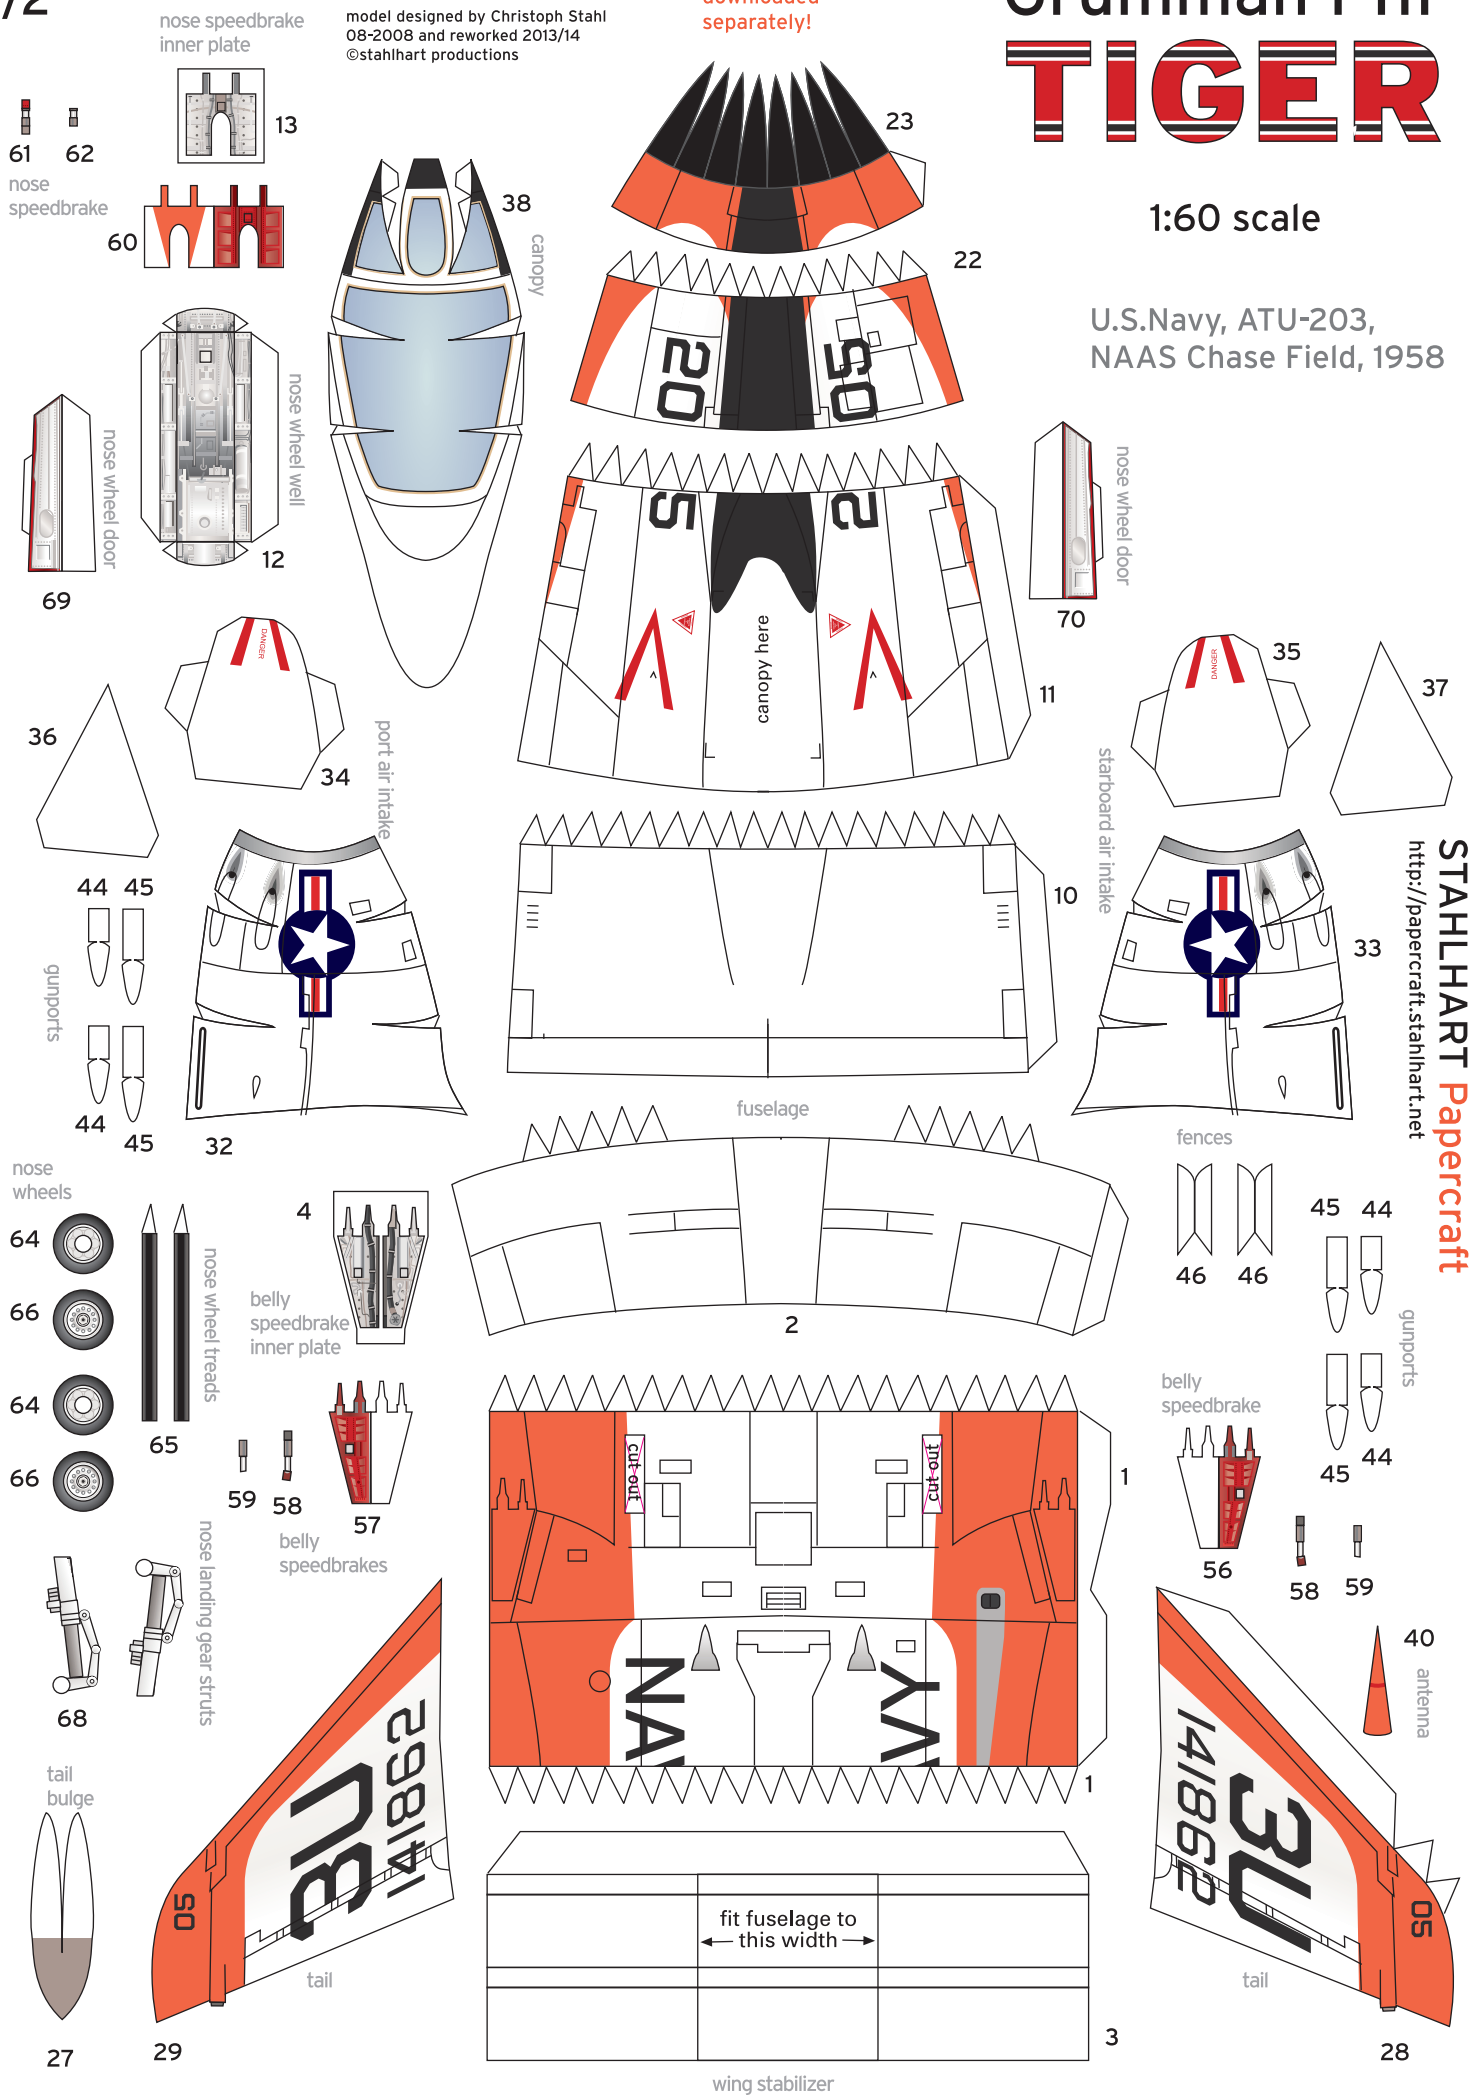 /2
nose speedbrake
inner plate
model designed by Christoph Stahl
08-2008 and reworked 2013/14
©stahlhart productions
separately!
TIGER
1:60 scale
U.S.Navy, ATU-203,
NAAS Chase Field, 1958
61
62
13
nose
speedbrake
60
38
canopy
23
22
20
05
nose wheel door
69
nose wheel well
12
5
2
canopy here
11
nose wheel door
70
DANGER
34
36
port air intake
DANGER
35
37
starboard air intake
10
44
45
gunports
44
45
32
33
STAHLHART Papercraft
http://papercraft.stahlhart.net
fuselage
fences
46
46
nose
wheels
64
66
64
66
nose wheel treads
65
4
belly
speedbrake
inner plate
2
45
44
gunports
45
44
59
58
57
belly
speedbrakes
cut out
cut out
1
belly
speedbrake
56
58
59
nose landing gear struts
68
NA
VY
1
40
antenna
tail
bulge
27
141862
3U
05
tail
29
fit fuselage to
this width
3
wing stabilizer
141862
3U
05
tail
28